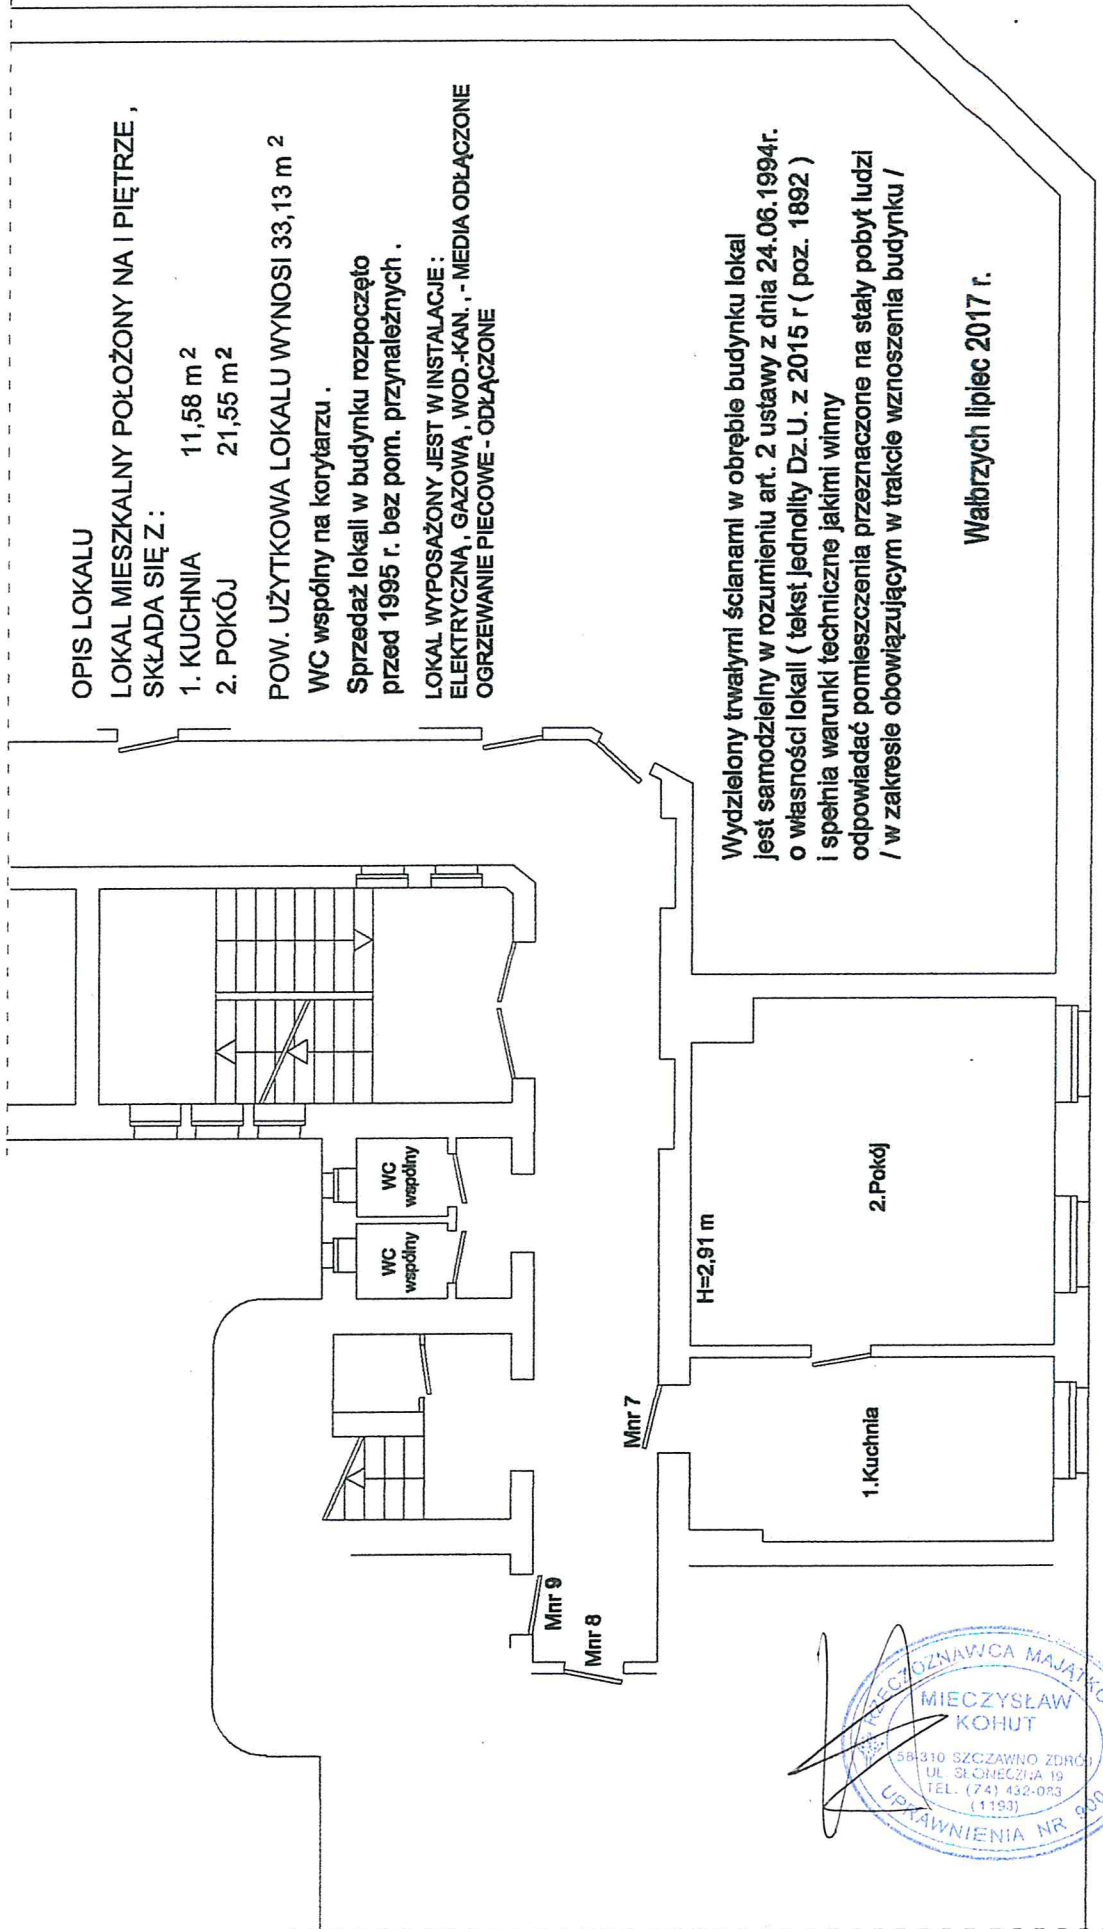 OPIS LOKALU
LOKAL MIESZKALNY POŁOŻONY NA I PIĘTRZE ,
SKŁADA SIĘ Z :
1. KUCHNIA 11,58 m²
2. POKÓJ 21,55 m²
POW. UŻYTKOWA LOKALU WYNOSI 33,13 m²
WC wspólny na korytarzu .
Sprzedaż lokali w budynku rozpoczęto
przed 1995 r. bez pom. przynależnych .
LOKAL WYPOSAŻONY JEST W INSTALACJE :
ELEKTRYCZNĄ , GAZOWĄ , WOD.-KAN. , - MEDIA ODŁĄCZONE
OGRZEWANIE PIECOWE - ODŁĄCZONE
Wydzielony trwałymi ścianami w obrębie budynku lokal
jest samodzielny w rozumieniu art. 2 ustawy z dnia 24.06.1994r.
o własności lokali ( tekst jednolity Dz.U. z 2015 r ( poz. 1892 )
i spełnia warunki techniczne jakimi winny
odpowiadać pomieszczenia przeznaczone na stały pobyt ludzi
/ w zakresie obowiązującym w trakcie wznoszenia budynku /
Wałbrzych lipiec 2017 r.
WC
wspólny
WC
wspólny
H=2,91 m
2.Pokój
Mnr 7
1.Kuchnia
Mnr 9
Mnr 8
RZECZOZNAWCA
MIECZYSŁAW
KOHUT
58-310 SZCZAWNO ZDRÓJ
UL. SŁONECZNA 19
TEL. (74) 432-083
(1193)
UPRAWNIENIA NR